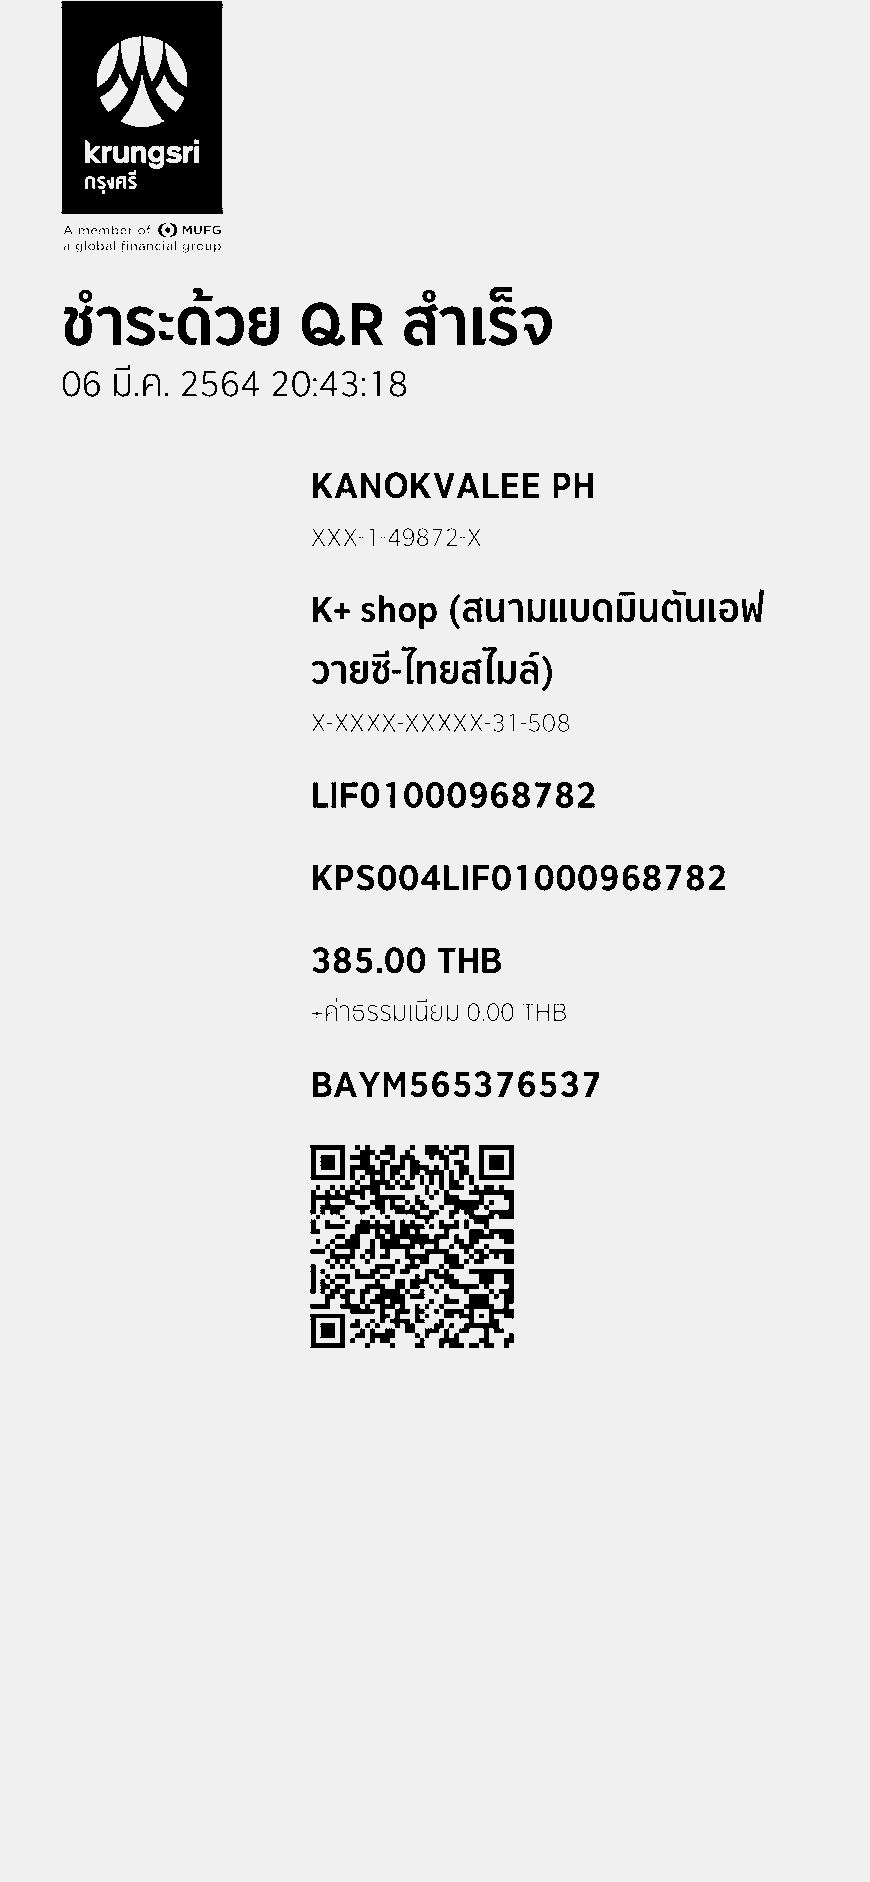 krungsri
กรุงศรี
A member of MUFG
a global financial group
ชำระด้วย QR สำเร็จ
06 มี.ค. 2564 20:43:18
KANOKVALEE PH
XXX-1-49872-X
K+ shop (สนามแบดมินตันเอฟ
วายซี-ไทยสไมล์)
X-XXXX-XXXXX-31-508
LIF01000968782
KPS004LIF01000968782
385.00 THB
+ค่าธรรมเนียม 0.00 THB
BAYM565376537